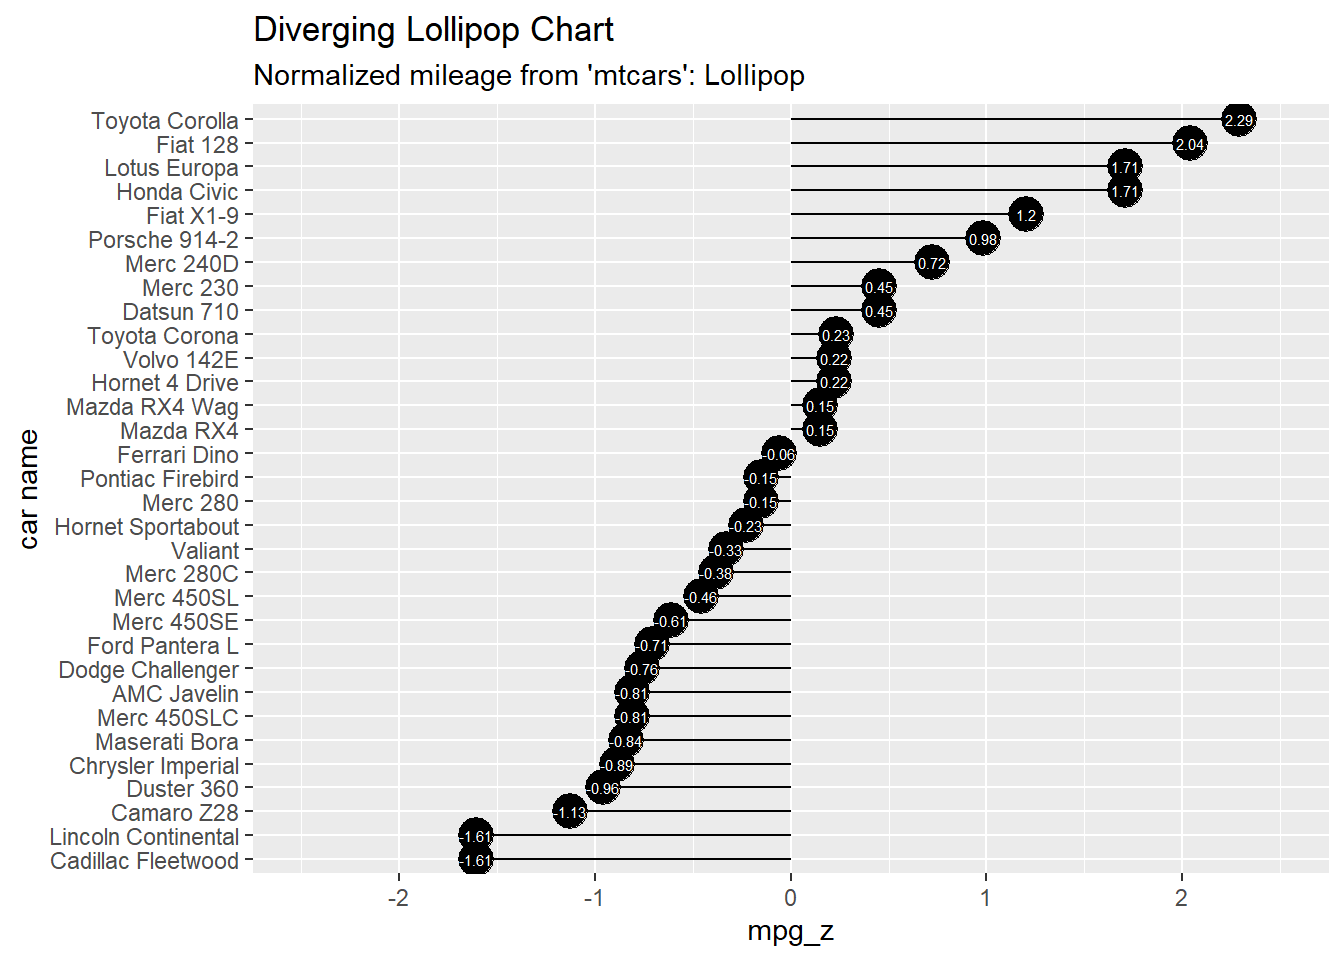 Diverging Lollipop Chart
Normalized mileage from 'mtcars': Lollipop
car name
Toyota Corolla 2.29
Fiat 128 2.04
Lotus Europa 1.71
Honda Civic 1.71
Fiat X1-9 1.2
Porsche 914-2 0.98
Merc 240D 0.72
Merc 230 0.45
Datsun 710 0.45
Toyota Corona 0.23
Volvo 142E 0.22
Hornet 4 Drive 0.22
Mazda RX4 Wag 0.15
Mazda RX4 0.15
Ferrari Dino -0.06
Pontiac Firebird -0.15
Merc 280 -0.15
Hornet Sportabout -0.23
Valiant -0.33
Merc 280C -0.38
Merc 450SL -0.46
Merc 450SE -0.61
Ford Pantera L -0.71
Dodge Challenger -0.76
AMC Javelin -0.81
Merc 450SLC -0.81
Maserati Bora -0.84
Chrysler Imperial -0.89
Duster 360 -0.96
Camaro Z28 -1.13
Lincoln Continental -1.61
Cadillac Fleetwood -1.61
-2 -1 0 1 2
mpg_z